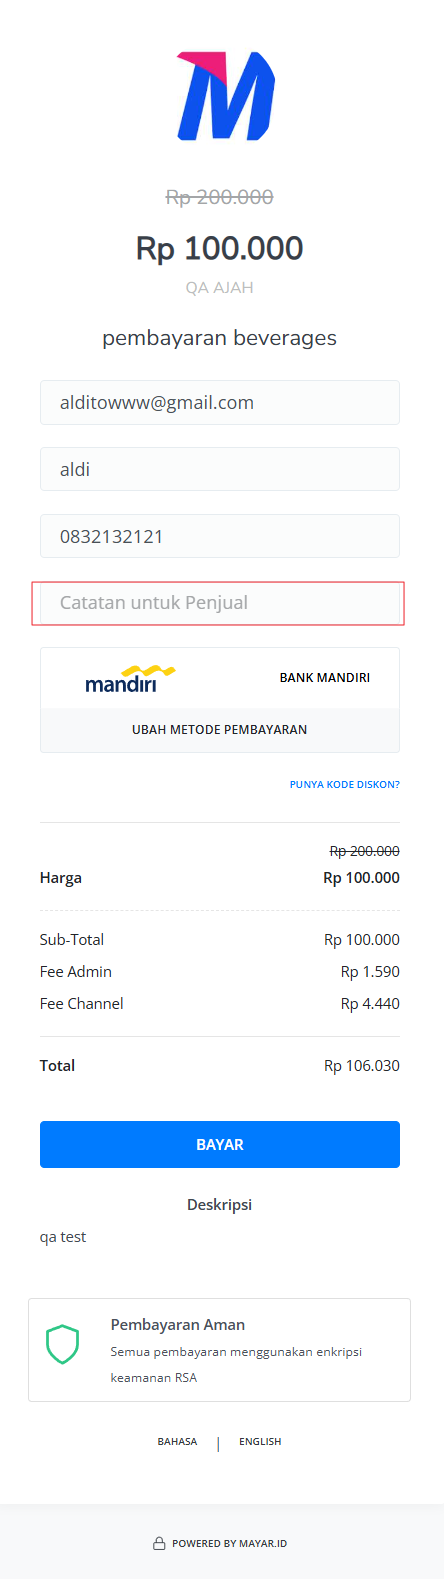 Rp 200.000
Rp 100.000
QA AJAH
pembayaran beverages
alditowww@gmail.com
aldi
0832132121
Catatan untuk Penjual
mandiri BANK MANDIRI
UBAH METODE PEMBAYARAN
PUNYA KODE DISKON?
Rp 200.000
Harga Rp 100.000
Sub-Total Rp 100.000
Fee Admin Rp 1.590
Fee Channel Rp 4.440
Total Rp 106.030
BAYAR
Deskripsi
qa test
Pembayaran Aman
Semua pembayaran menggunakan enkripsi
keamanan RSA
BAHASA | ENGLISH
POWERED BY MAYAR.ID